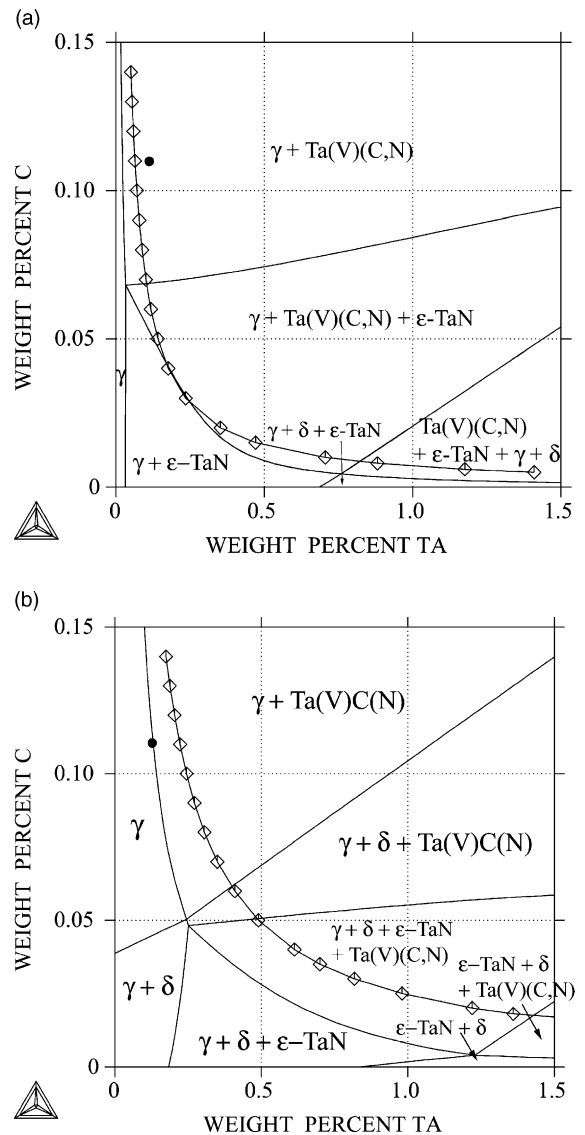 (a)
0.15
γ + Ta(V)(C,N)
0.10
WEIGHT PERCENT C
γ + Ta(V)(C,N) + ε-TaN
0.05
γ
γ + δ + ε-TaN
Ta(V)(C,N)
+ ε-TaN + γ + δ
γ + ε–TaN
0
0 0.5 1.0 1.5
WEIGHT PERCENT TA
(b)
0.15
γ + Ta(V)C(N)
0.10
WEIGHT PERCENT C
γ
γ + δ + Ta(V)C(N)
0.05
γ + δ + ε–TaN
+ Ta(V)(C,N)
ε–TaN + δ
+ Ta(V)(C,N)
γ + δ
ε–TaN + δ
γ + δ + ε–TaN
0
0 0.5 1.0 1.5
WEIGHT PERCENT TA